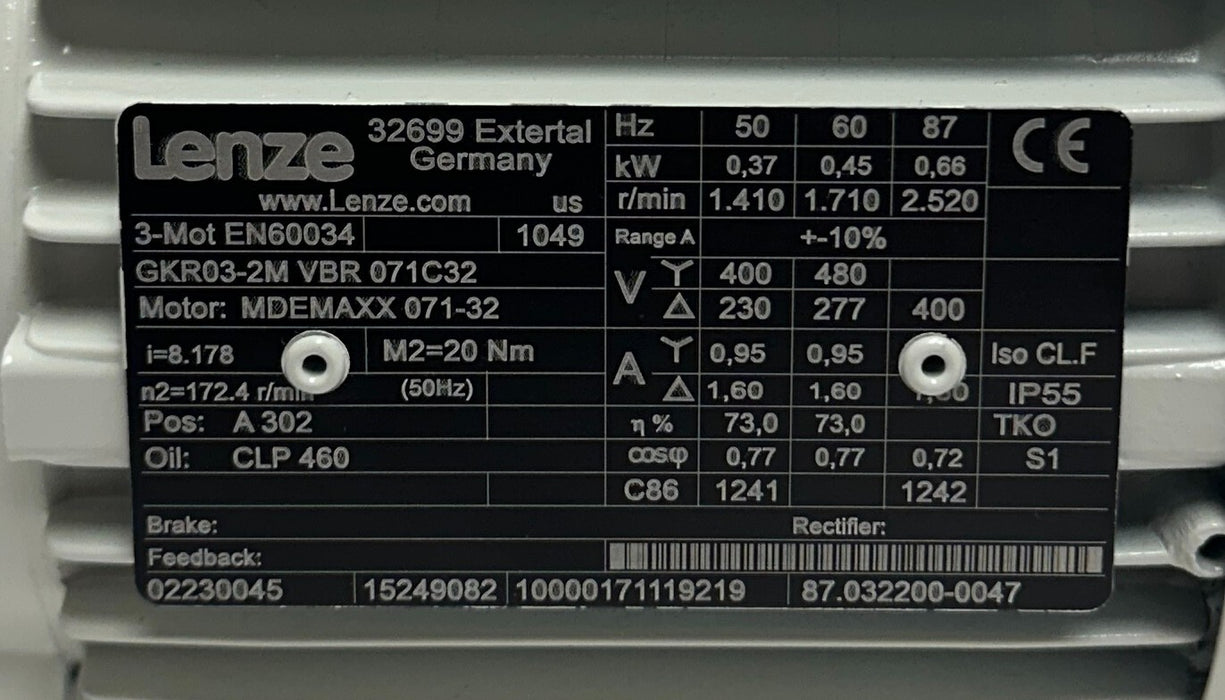 Lenze 32699 Extertal
Germany
www.Lenze.com us
3-Mot EN60034 1049
GKR03-2M VBR 071C32
Motor: MDEMAXX 071-32
i=8.178 M2=20 Nm
n2=172.4 (50Hz)
Pos: A 302
Oil: CLP 460
Hz 50 60 87 CE
kW 0,37 0,45 0,66
r/min 1.410 1.710 2.520
Range A +-10%
V Y 400 480
Δ 230 277 400
A Y 0,95 0,95 Iso CL.F
Δ 1,60 1,60 IP55
η % 73,0 73,0 TKO
cosφ 0,77 0,77 0,72 S1
C86 1241 1242
Brake: Rectifier:
Feedback:
02230045 15249082 10000171119219 87.032200-0047